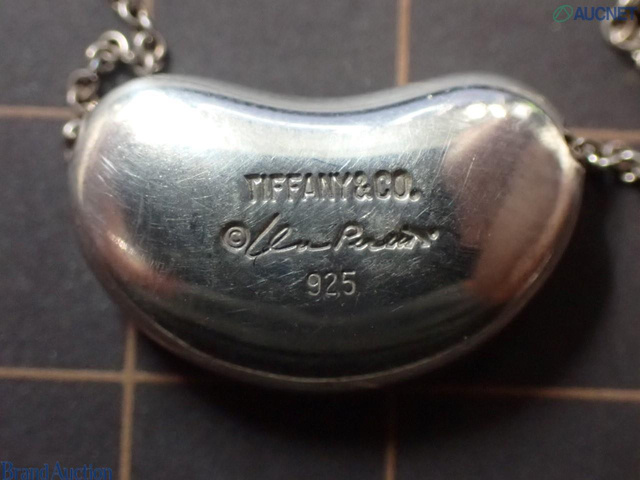 AUCNET
TIFFANY&CO.
© Elsa Peretti
925
Brand Auction